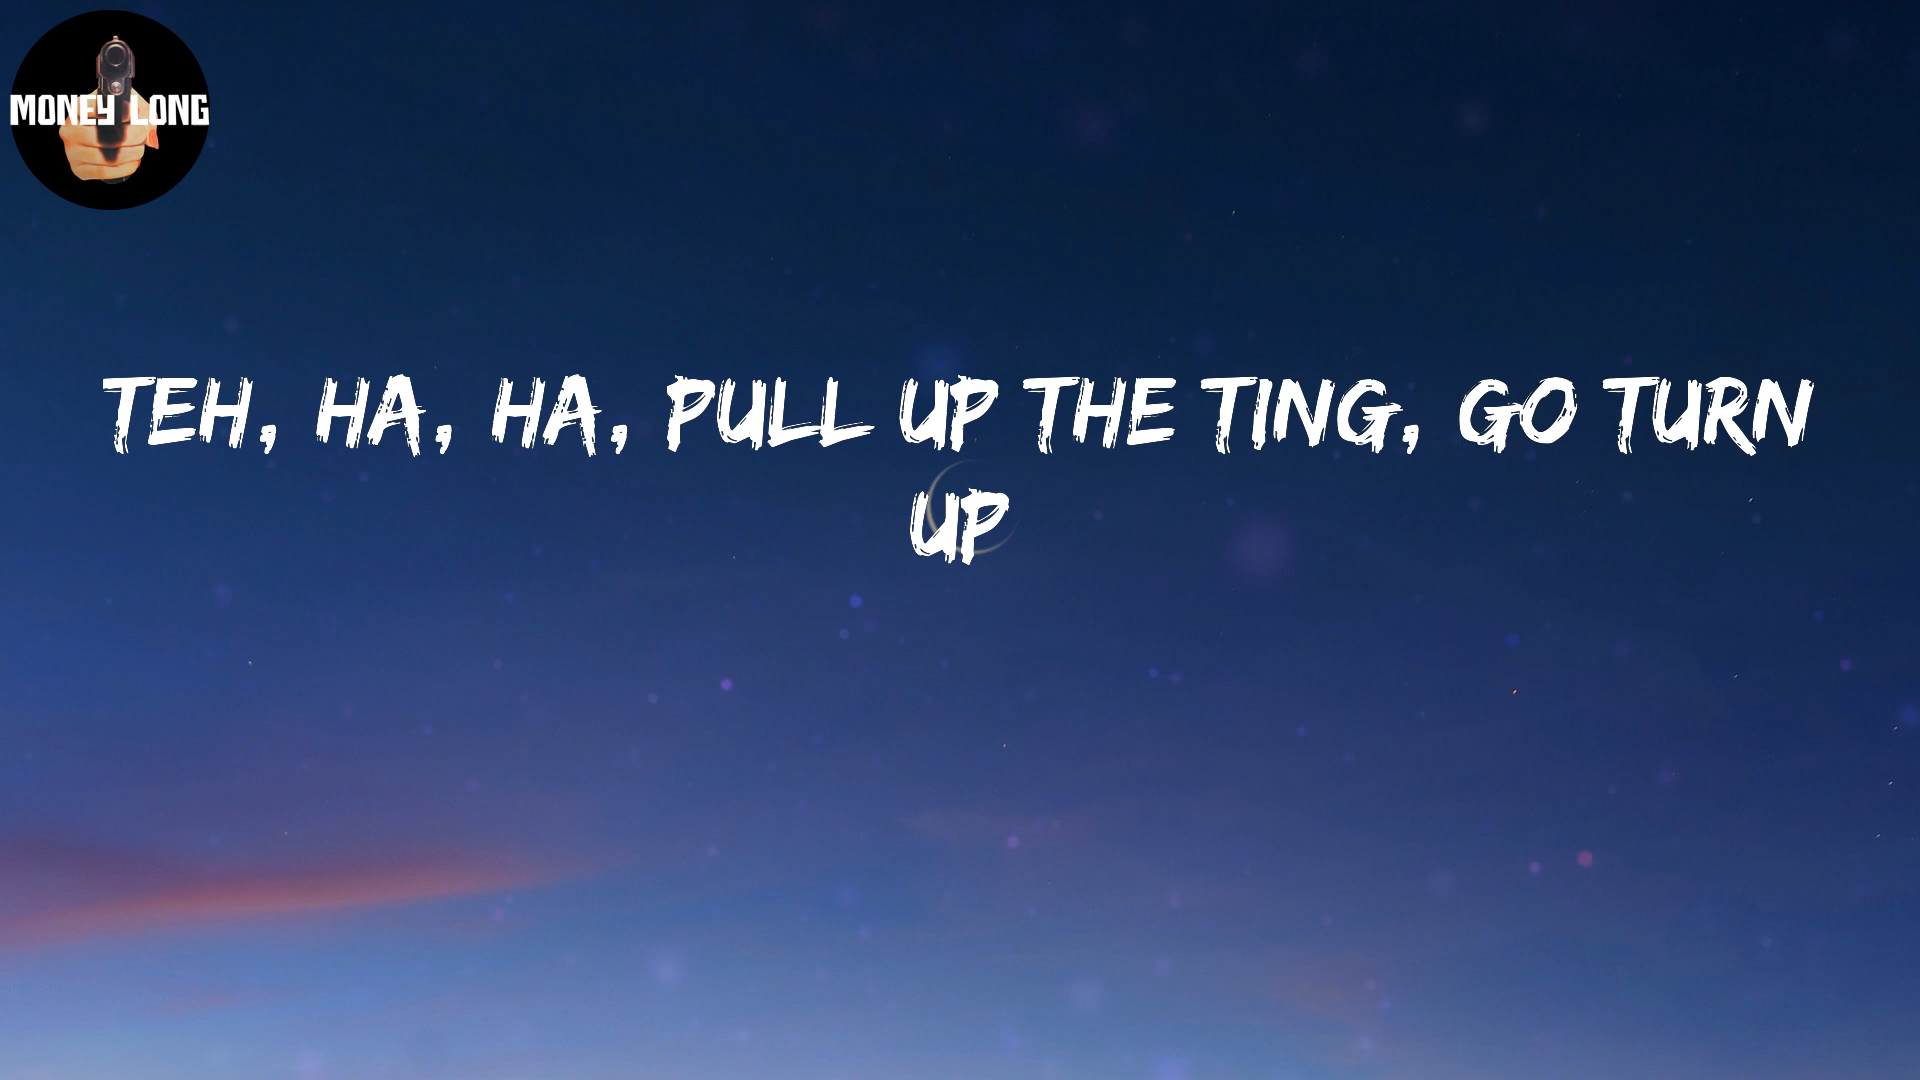 MONEY LONG
TEH, HA, HA, PULL UP THE TING, GO TURN
UP